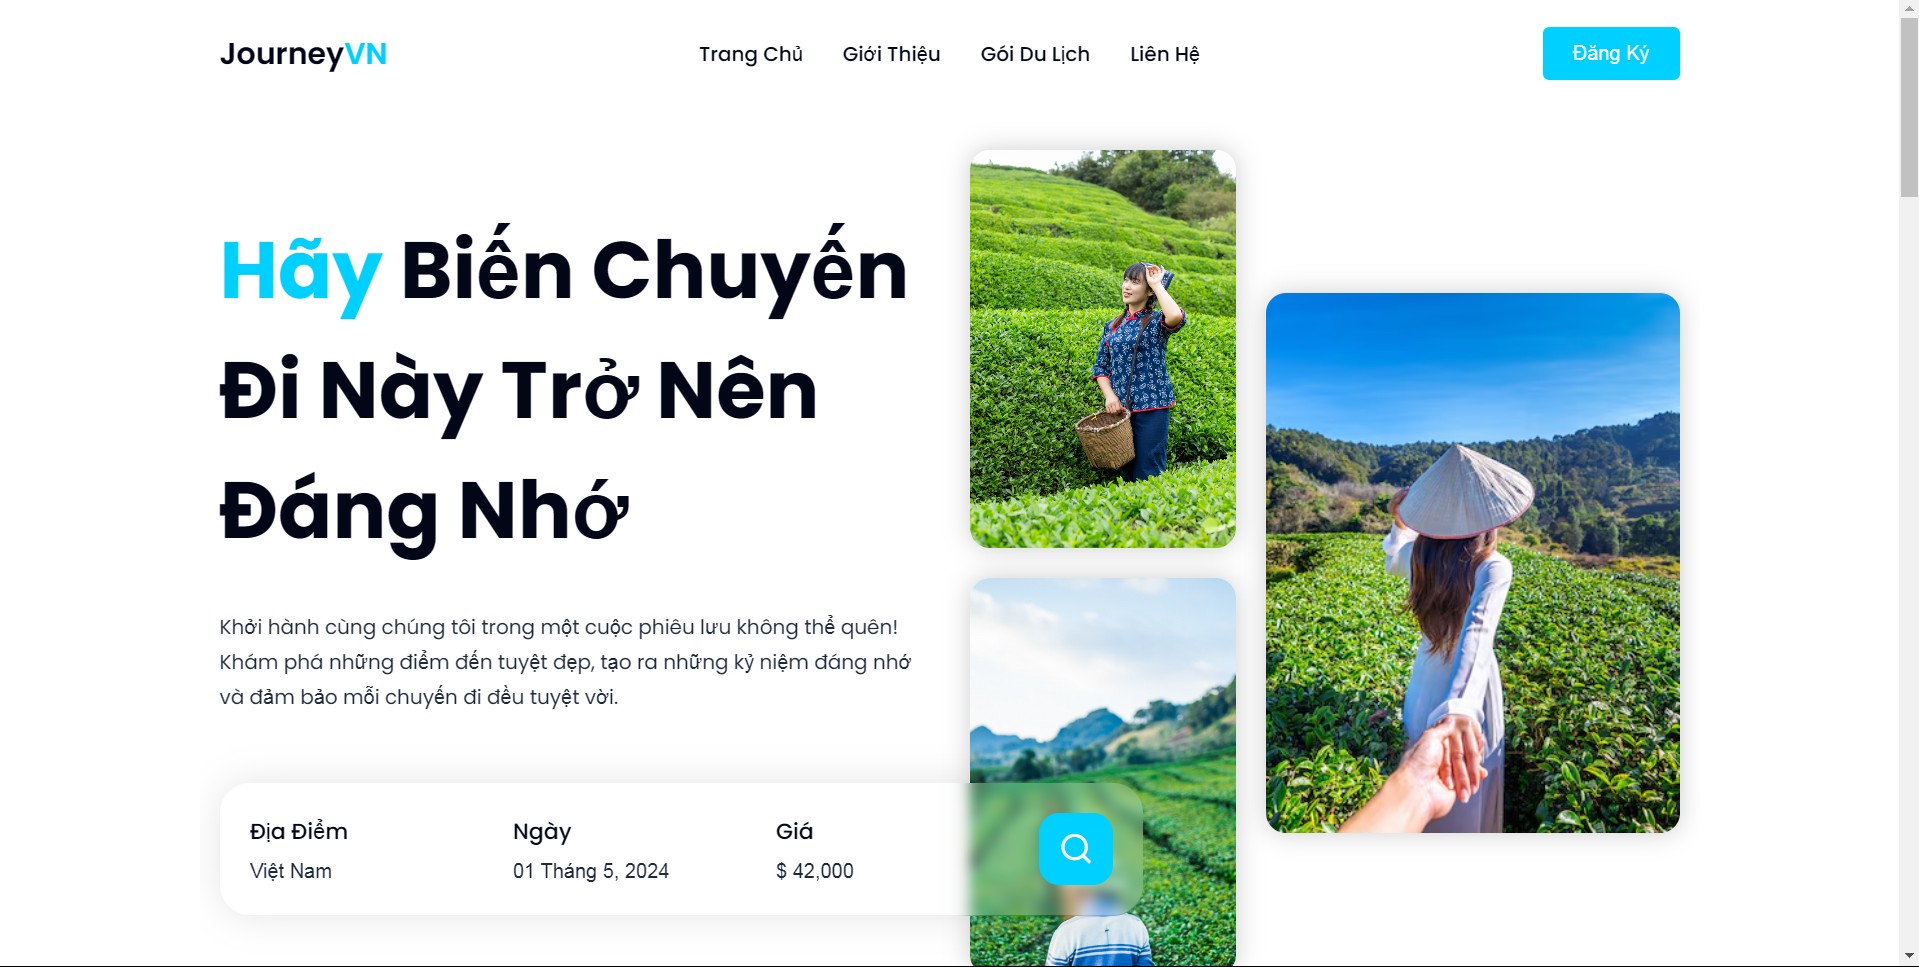 JourneyVN
Trang Chủ
Giới Thiệu
Gói Du Lịch
Liên Hệ
Đăng Ký
Hãy Biến Chuyến
Đi Này Trở Nên
Đáng Nhớ
Khởi hành cùng chúng tôi trong một cuộc phiêu lưu không thể quên!
Khám phá những điểm đến tuyệt đẹp, tạo ra những kỷ niệm đáng nhớ
và đảm bảo mỗi chuyến đi đều tuyệt vời.
Địa Điểm
Việt Nam
Ngày
01 Tháng 5, 2024
Giá
$ 42,000